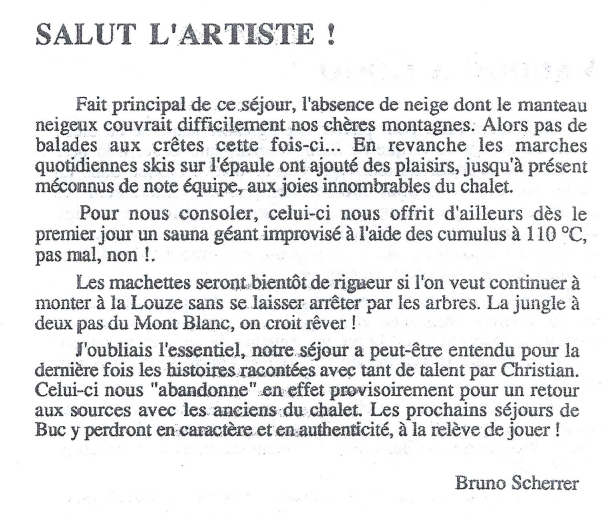 SALUT L'ARTISTE !
Fait principal de ce séjour, l'absence de neige dont le manteau
neigeux couvrait difficilement nos chères montagnes. Alors pas de
balades aux crêtes cette fois-ci... En revanche les marches
quotidiennes skis sur l'épaule ont ajouté des plaisirs, jusqu'à présent
méconnus de note équipe, aux joies innombrables du chalet.
Pour nous consoler, celui-ci nous offrit d'ailleurs dès le
premier jour un sauna géant improvisé à l'aide des cumulus à 110 °C,
pas mal, non !.
Les machettes seront bientôt de rigueur si l'on veut continuer à
monter à la Louze sans se laisser arrêter par les arbres. La jungle à
deux pas du Mont Blanc, on croit rêver !
J'oubliais l'essentiel, notre séjour a peut-être entendu pour la
dernière fois les histoires racontées avec tant de talent par Christian.
Celui-ci nous "abandonne" en effet provisoirement pour un retour
aux sources avec les anciens du chalet. Les prochains séjours de
Buc y perdront en caractère et en authenticité, à la relève de jouer !
Bruno Scherrer